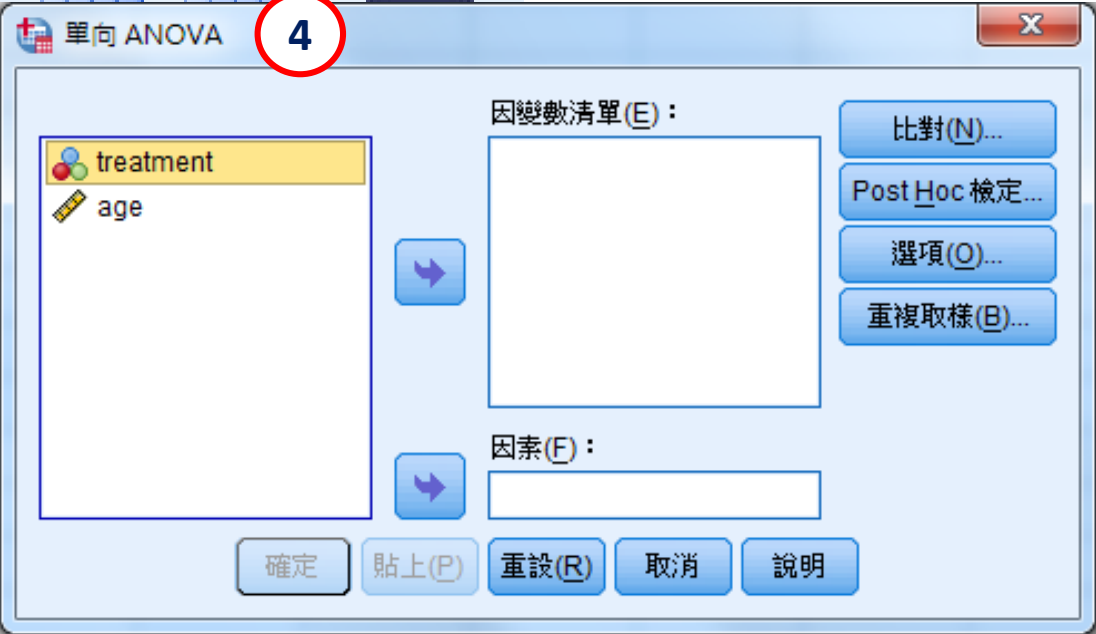 單向 ANOVA
4
treatment
age
因變數清單(E)：
因素(F)：
比對(N)...
Post Hoc 檢定...
選項(O)...
重複取樣(B)...
確定
貼上(P)
重設(R)
取消
說明